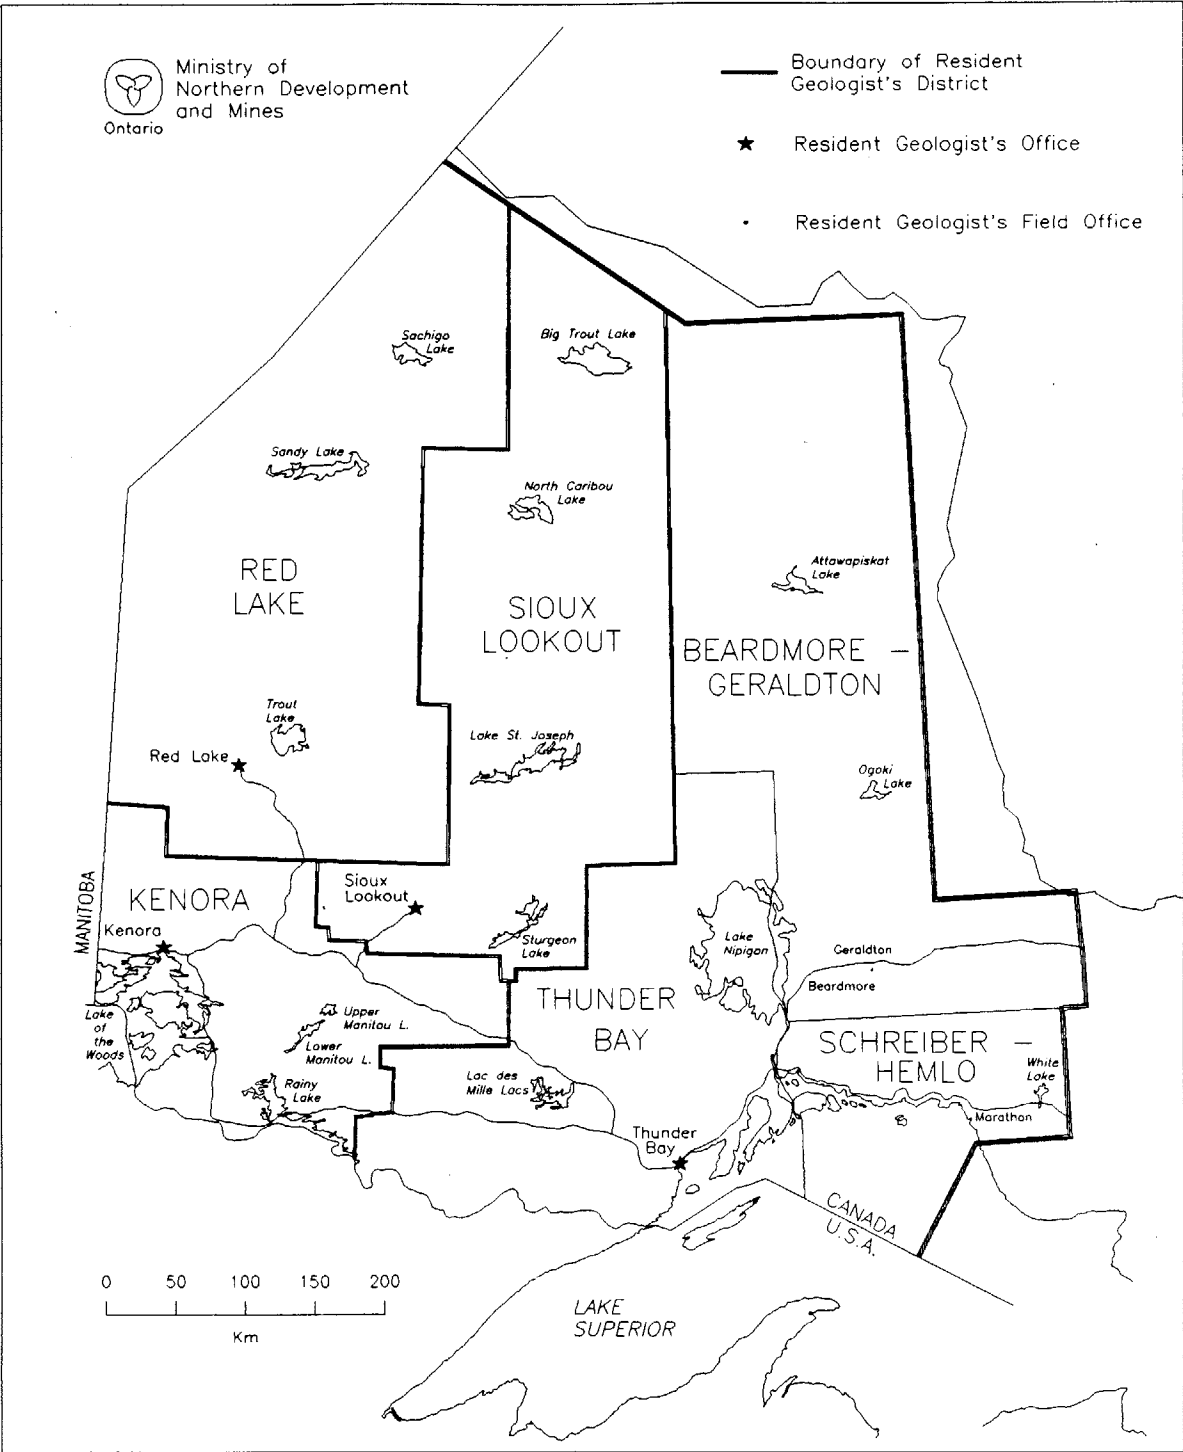 Ministry of
Northern Development
and Mines
Ontario
Boundary of Resident
Geologist's District
Resident Geologist's Office
Resident Geologist's Field Office
Sachigo
Lake
Big Trout Lake
Sandy Lake
North Caribou
Lake
Attawapiskat
Lake
RED
LAKE
SIOUX
LOOKOUT
BEARDMORE –
GERALDTON
Trout
Lake
Red Lake
Lake St. Joseph
Ogoki
Lake
MANITOBA
KENORA
Kenora
Sioux
Lookout
Sturgeon
Lake
Lake
Nipigon
Geraldton
Beardmore
THUNDER
BAY
Lake
of
the
Woods
Upper
Manitou L.
Lower
Manitou L.
SCHREIBER –
HEMLO
White
Lake
Rainy
Lake
Lac des
Mille Lacs
Marathon
Thunder
Bay
CANADA
U.S.A.
0 50 100 150 200
Km
LAKE
SUPERIOR